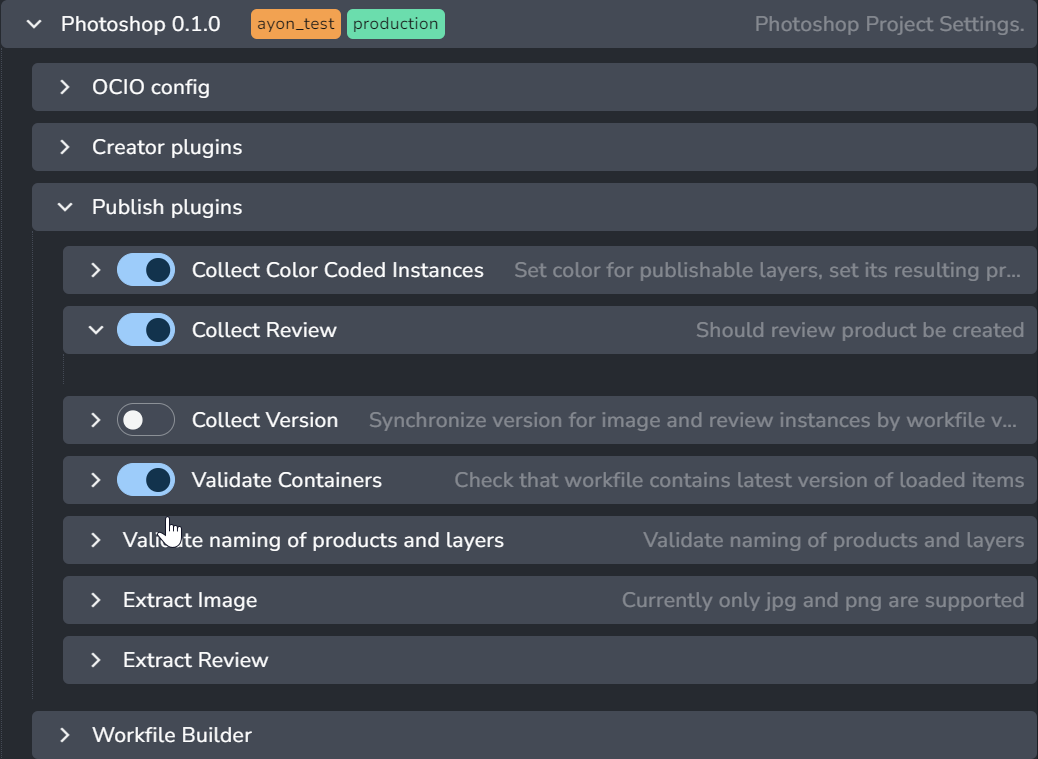 Photoshop 0.1.0 ayon_test production Photoshop Project Settings.
OCIO config
Creator plugins
Publish plugins
Collect Color Coded Instances Set color for publishable layers, set its resulting pr...
Collect Review Should review product be created
Collect Version Synchronize version for image and review instances by workfile v...
Validate Containers Check that workfile contains latest version of loaded items
Validate naming of products and layers Validate naming of products and layers
Extract Image Currently only jpg and png are supported
Extract Review
Workfile Builder